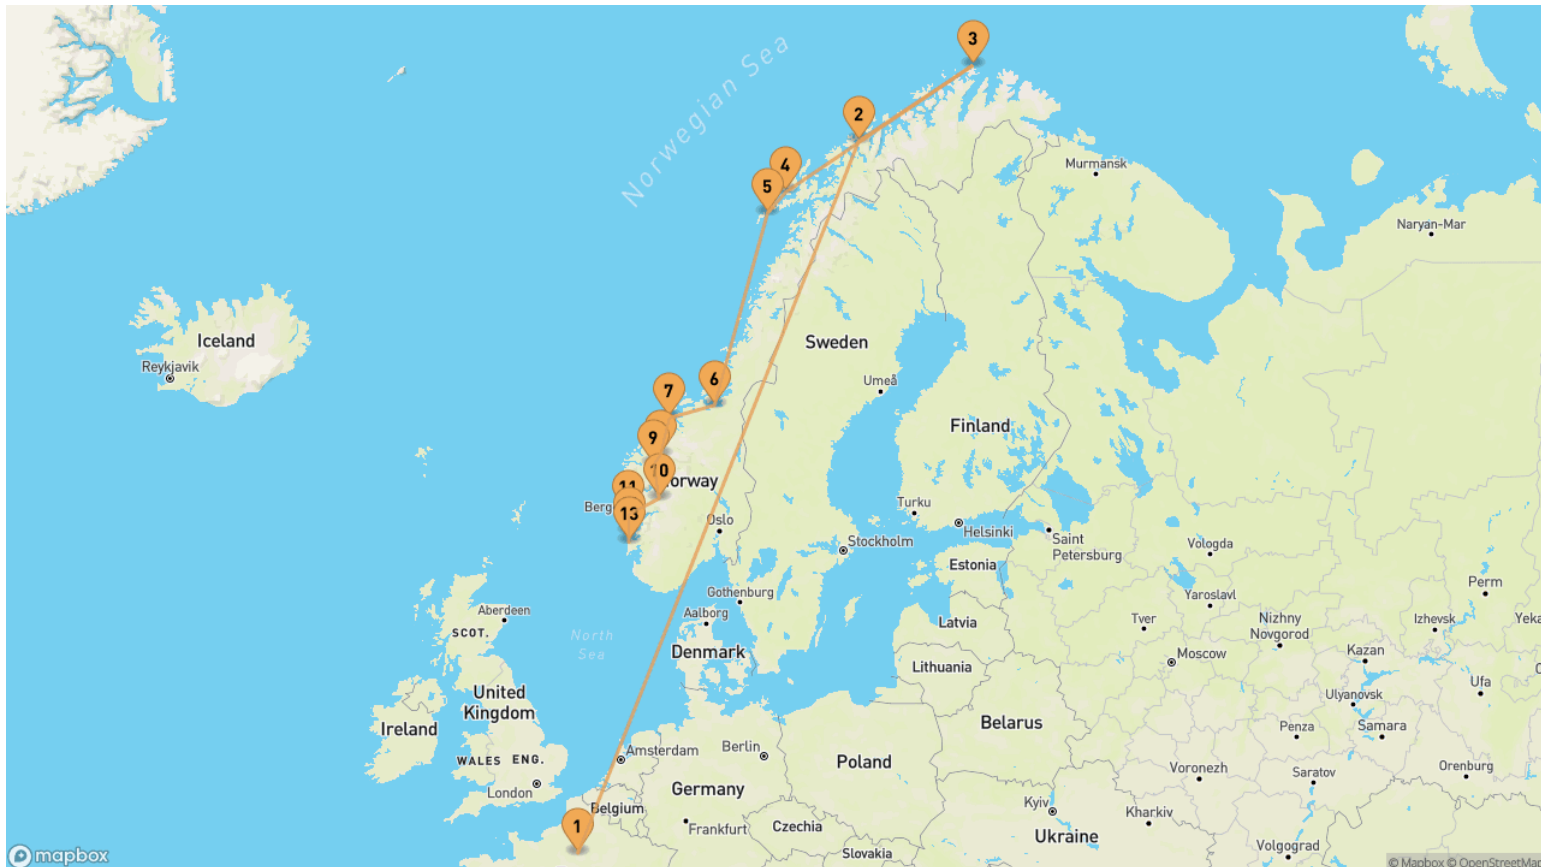 3
2
Norwegian Sea
4
5
Murmansk
Naryan-Mar
Iceland
Reykjavik
Sweden
Umeå
6
7
Finland
9
10
11
Turku
Helsinki
Oslo
13
Saint
Petersburg
Stockholm
Estonia
Vologda
Perm
Gothenburg
Yaroslavl
Aberdeen
Aalborg
SCOT.
Latvia
Tver
Nizhny
Novgorod
Izhevsk
North
Sea
Denmark
Lithuania
Moscow
Kazan
Ufa
United
Kingdom
Ulyanovsk
Ireland
Belarus
Penza
Samara
Amsterdam
Berlin
WALES
ENG.
Poland
Voronezh
Saratov
Orenburg
London
Germany
Belgium
Kyiv
Kharkiv
1
Frankfurt
Czechia
Ukraine
Volgograd
Slovakia
mapbox
© Mapbox © OpenStreetMap